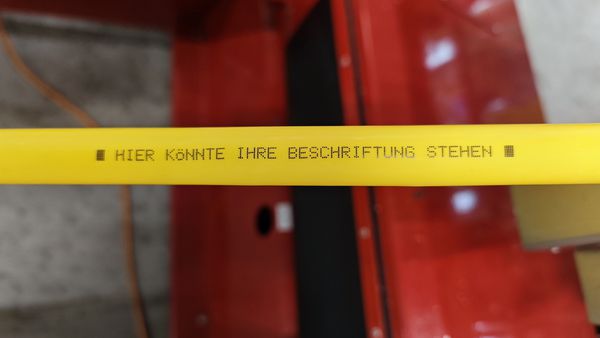 ■ HIER KöNNTE IHRE BESCHRIFTUNG STEHEN ■